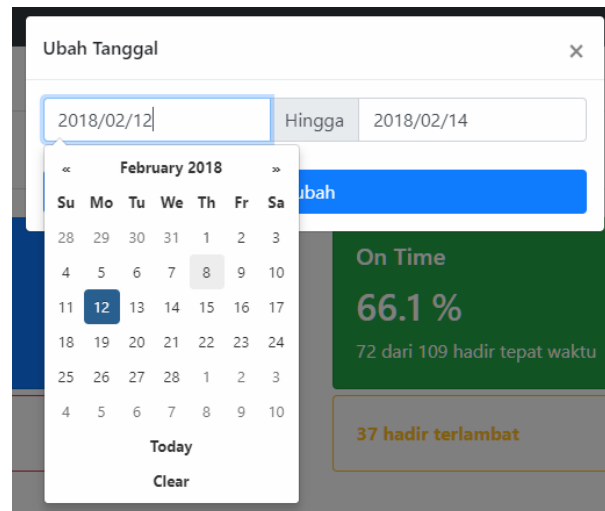 Ubah Tanggal ×
2018/02/12 Hingga 2018/02/14
ubah
« February 2018 »
Su Mo Tu We Th Fr Sa
28 29 30 31 1 2 3
4 5 6 7 8 9 10
11 12 13 14 15 16 17
18 19 20 21 22 23 24
25 26 27 28 1 2 3
4 5 6 7 8 9 10
Today
Clear
On Time
66.1 %
72 dari 109 hadir tepat waktu
37 hadir terlambat